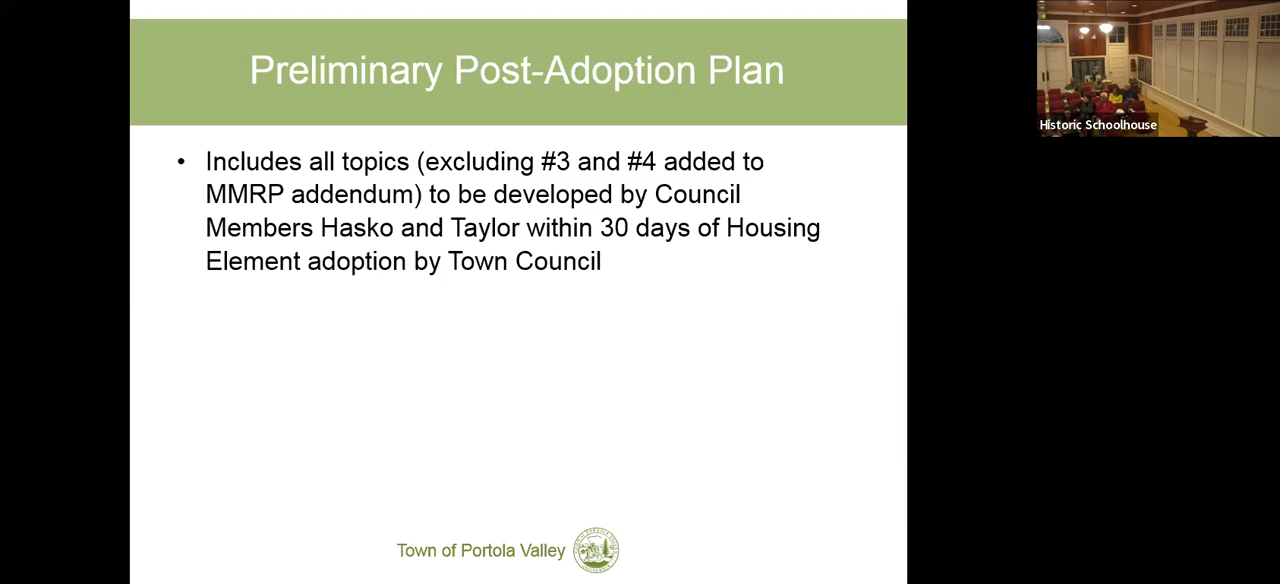 Preliminary Post-Adoption Plan
Historic Schoolhouse
• Includes all topics (excluding #3 and #4 added to
MMRP addendum) to be developed by Council
Members Hasko and Taylor within 30 days of Housing
Element adoption by Town Council
Town of Portola Valley